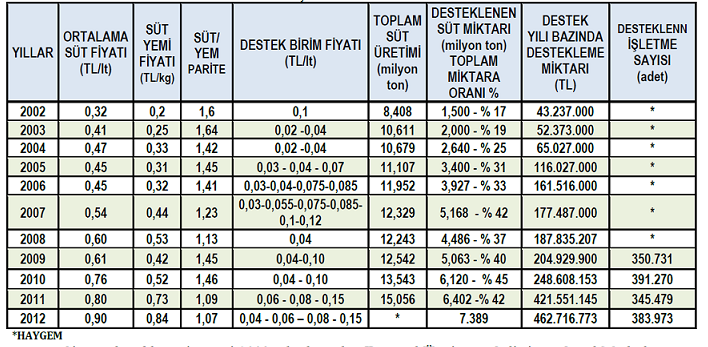 YILLAR ORTALAMA SÜT FİYATI (TL/lt) SÜT YEMİ FİYATI (TL/kg) SÜT/ YEM PARİTE DESTEK BİRİM FİYATI (TL/lt) TOPLAM SÜT ÜRETİMİ (milyon ton) DESTEKLENEN SÜT MİKTARI (milyon ton) TOPLAM MİKTARA ORANI % DESTEK YILI BAZINDA DESTEKLEME MİKTARI (TL) DESTEKLENN İŞLETME SAYISI (adet)
2002 0,32 0,2 1,6 0,1 8,408 1,500 - % 17 43.237.000 *
2003 0,41 0,25 1,64 0,02 -0,04 10,611 2,000 - % 19 52.373.000 *
2004 0,47 0,33 1,42 0,02 -0,04 10,679 2,640 - % 25 65.027.000 *
2005 0,45 0,31 1,45 0,03 - 0,04 - 0,07 11,107 3,400 - % 31 116.027.000 *
2006 0,45 0,32 1,41 0,03-0,04-0,075-0,085 11,952 3,927 - % 33 161.516.000 *
2007 0,54 0,44 1,23 0,03-0,055-0,075-0,085-0,1-0,12 12,329 5,168 - % 42 177.487.000 *
2008 0,60 0,53 1,13 0,04 12,243 4,486 - % 37 187.835.207 *
2009 0,61 0,42 1,45 0,04-0,10 12,542 5,063 - % 40 204.929.900 350.731
2010 0,76 0,52 1,46 0,04 - 0,10 13,543 6,120 - % 45 248.608.153 391.270
2011 0,80 0,73 1,09 0,06 - 0,08 - 0,15 15,056 6,402 -% 42 421.551.145 345.479
2012 0,90 0,84 1,07 0,04 - 0,06 – 0,08 - 0,15 * 7.389 462.716.773 383.973
*HAYGEM